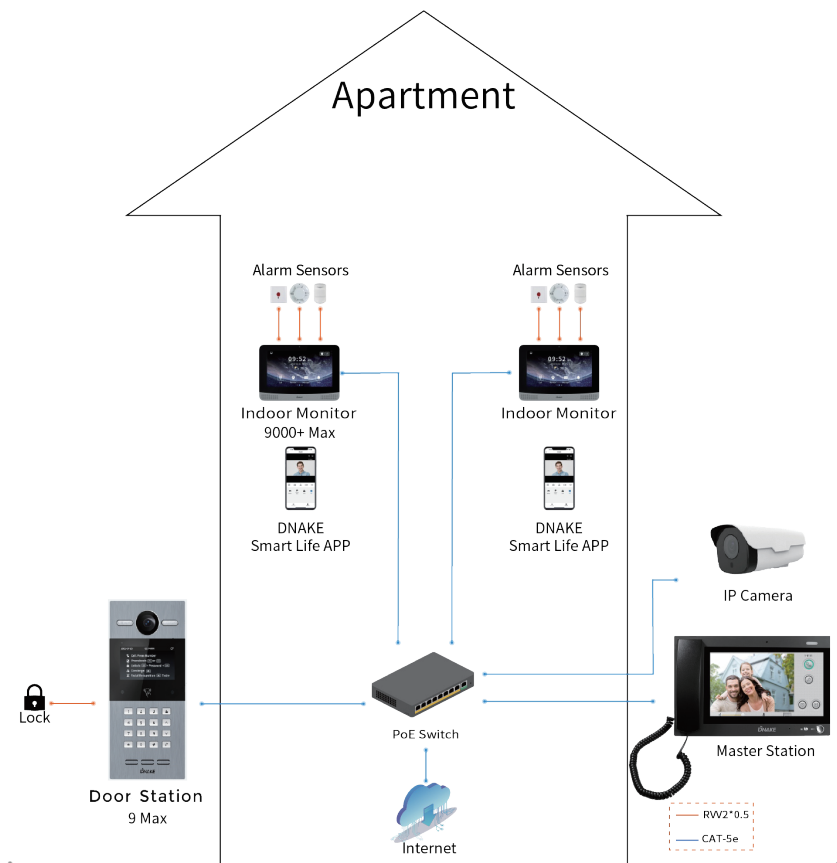 Apartment
Alarm Sensors
Alarm Sensors
09:52
09:52
Indoor Monitor
9000+ Max
Indoor Monitor
DNAKE
Smart Life APP
DNAKE
Smart Life APP
IP Camera
Lock
PoE Switch
DNAKE
Master Station
DNAKE
Door Station
9 Max
Internet
RVV2*0.5
CAT-5e